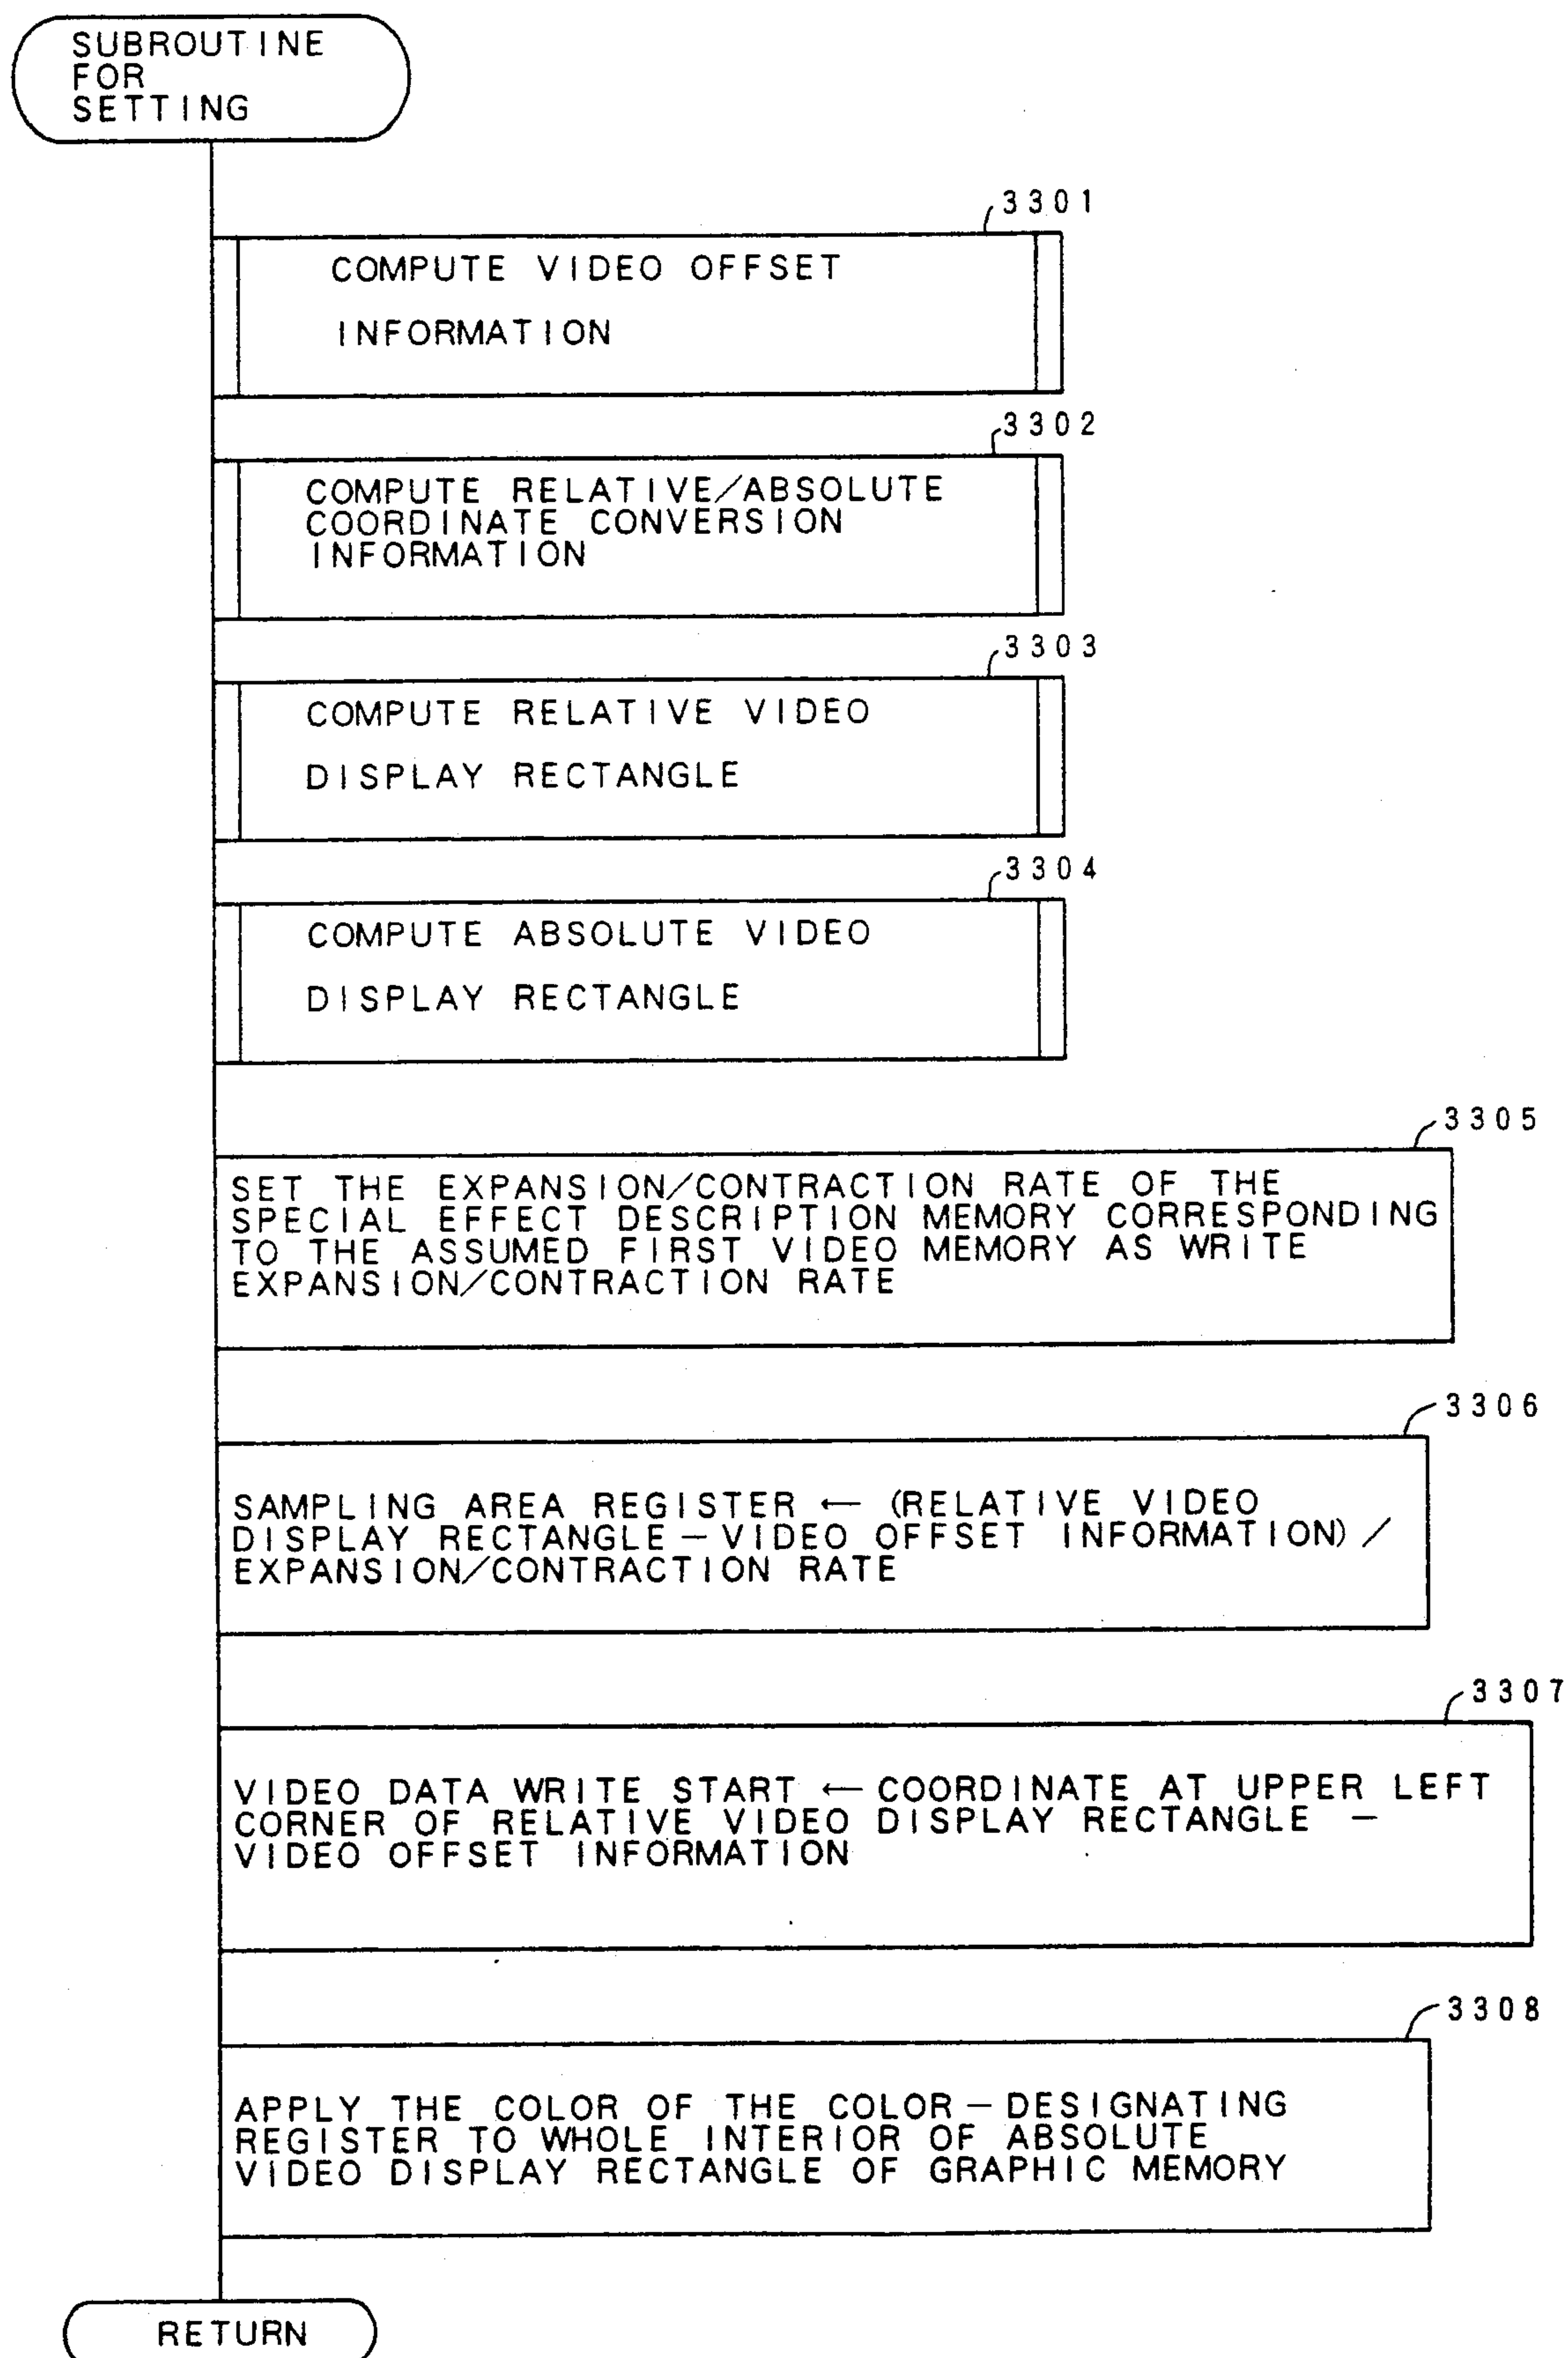 SUBROUTINE
FOR
SETTING
3301
COMPUTE VIDEO OFFSET
INFORMATION
3302
COMPUTE RELATIVE/ABSOLUTE
COORDINATE CONVERSION
INFORMATION
3303
COMPUTE RELATIVE VIDEO
DISPLAY RECTANGLE
3304
COMPUTE ABSOLUTE VIDEO
DISPLAY RECTANGLE
3305
SET THE EXPANSION/CONTRACTION RATE OF THE
SPECIAL EFFECT DESCRIPTION MEMORY CORRESPONDING
TO THE ASSUMED FIRST VIDEO MEMORY AS WRITE
EXPANSION/CONTRACTION RATE
3306
SAMPLING AREA REGISTER ← (RELATIVE VIDEO
DISPLAY RECTANGLE – VIDEO OFFSET INFORMATION) /
EXPANSION/CONTRACTION RATE
3307
VIDEO DATA WRITE START ← COORDINATE AT UPPER LEFT
CORNER OF RELATIVE VIDEO DISPLAY RECTANGLE –
VIDEO OFFSET INFORMATION
3308
APPLY THE COLOR OF THE COLOR – DESIGNATING
REGISTER TO WHOLE INTERIOR OF ABSOLUTE
VIDEO DISPLAY RECTANGLE OF GRAPHIC MEMORY
RETURN